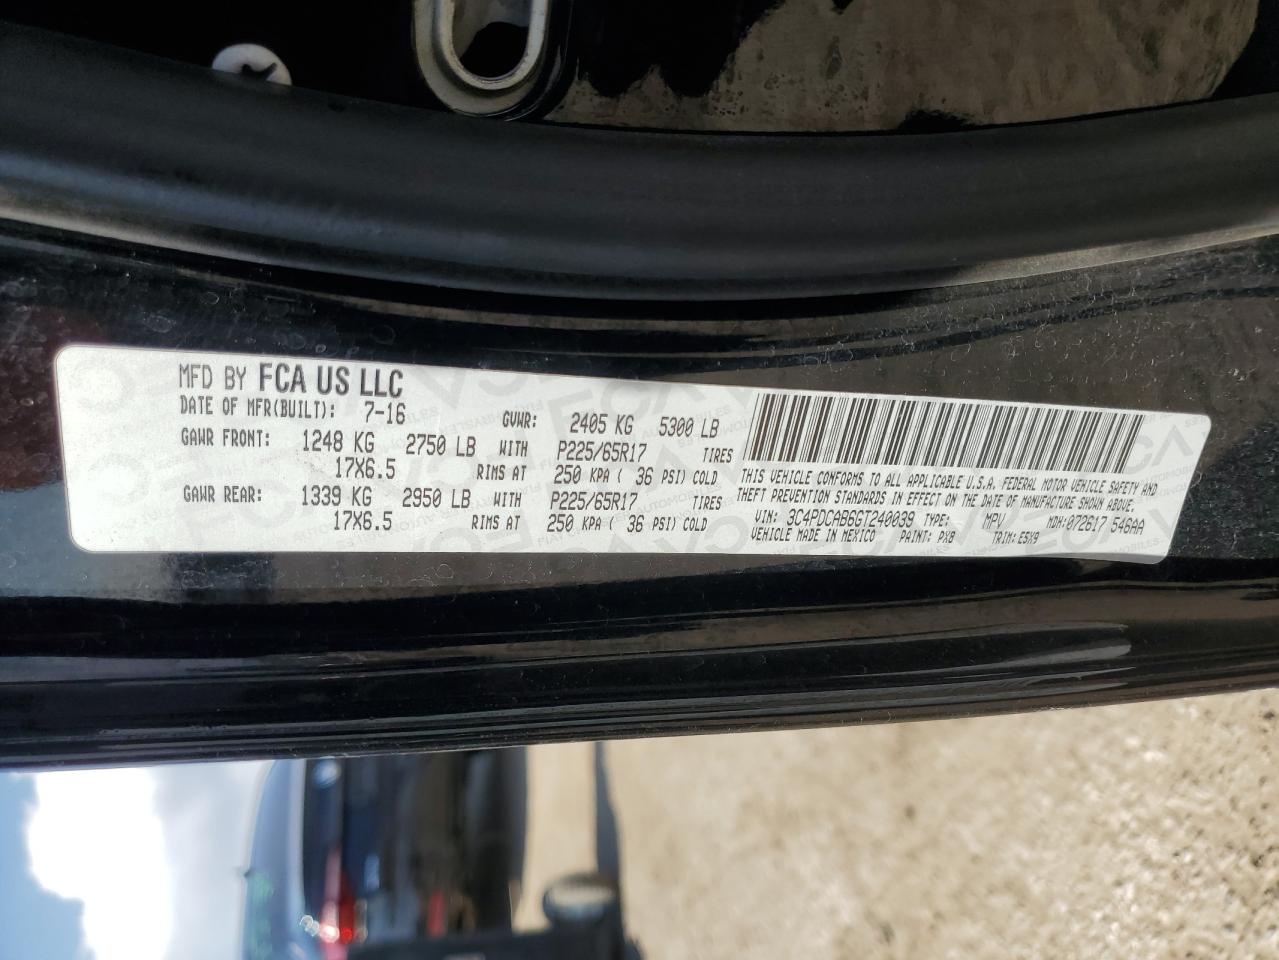 MFD BY FCA US LLC
DATE OF MFR(BUILT): 7-16 GVWR: 2405 KG 5300 LB
GAWR FRONT: 1248 KG 2750 LB WITH P225/65R17 TIRES
17X6.5 RIMS AT 250 KPA ( 36 PSI) COLD
GAWR REAR: 1339 KG 2950 LB WITH P225/65R17 TIRES
17X6.5 RIMS AT 250 KPA ( 36 PSI) COLD
THIS VEHICLE CONFORMS TO ALL APPLICABLE U.S.A. FEDERAL MOTOR VEHICLE SAFETY AND
THEFT PREVENTION STANDARDS IN EFFECT ON THE DATE OF MANUFACTURE SHOWN ABOVE.
VIN: 3C4PDCAB6GT240039 TYPE: MPV MDH:072617 546AA
VEHICLE MADE IN MEXICO PAINT: PX8 TRIM: E5X9